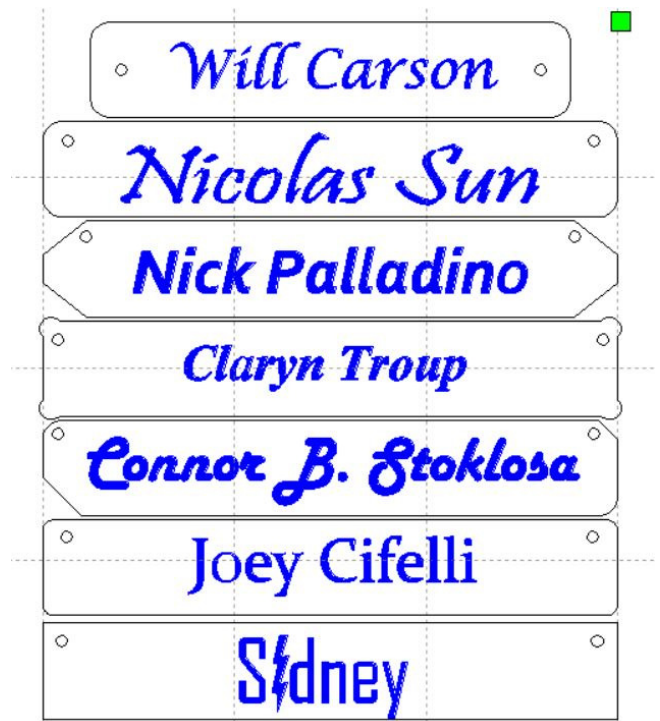 Will Carson
Nicolas Sun
Nick Palladino
Claryn Troup
Connor B. Stoklosa
Joey Cifelli
Sidney